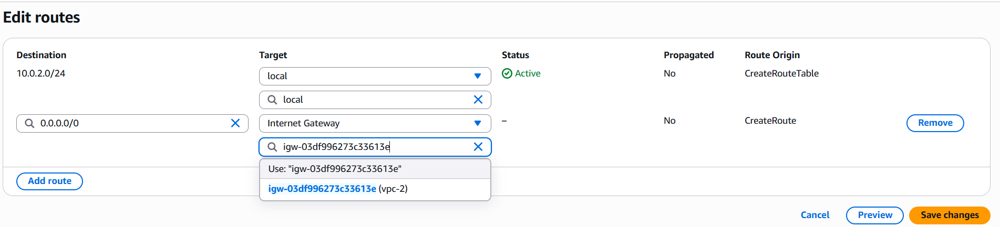 Edit routes
Destination Target Status Propagated Route Origin
10.0.2.0/24 local Active No CreateRouteTable
local
0.0.0.0/0 Internet Gateway – No CreateRoute Remove
igw-03df996273c33613e
Use: "igw-03df996273c33613e"
Add route
igw-03df996273c33613e (vpc-2)
Cancel Preview Save changes